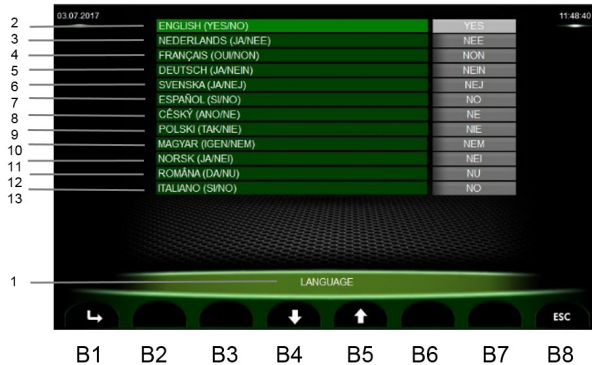 03.07.2017 11:48:40
2 ENGLISH (YES/NO) YES
3 NEDERLANDS (JA/NEE) NEE
4 FRANÇAIS (OUI/NON) NON
5 DEUTSCH (JA/NEIN) NEIN
6 SVENSKA (JA/NEJ) NEJ
7 ESPAÑOL (SI/NO) NO
8 CĚSKÝ (ANO/NE) NE
9 POLSKI (TAK/NIE) NIE
10 MAGYAR (IGEN/NEM) NEM
11 NORSK (JA/NEI) NEI
12 ROMÂNA (DA/NU) NU
13 ITALIANO (SI/NO) NO
1 LANGUAGE
ESC
B1 B2 B3 B4 B5 B6 B7 B8